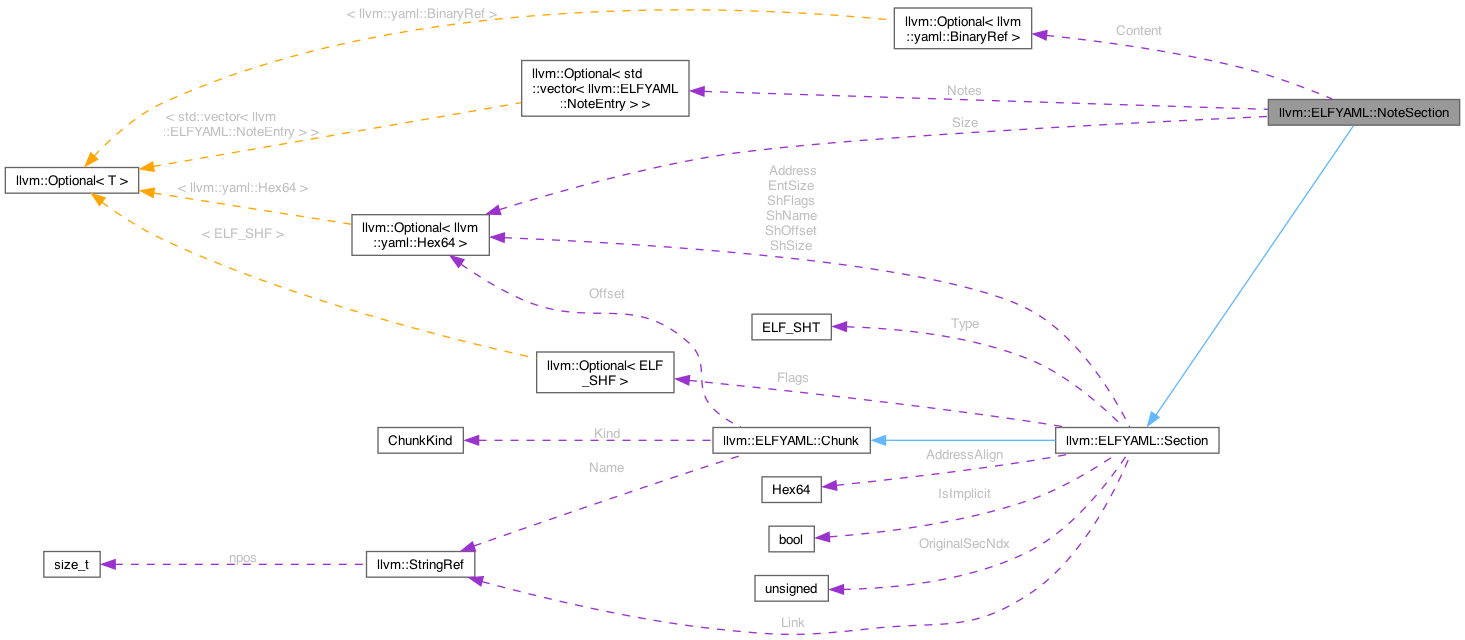 < llvm::yaml::BinaryRef >
llvm::Optional< llvm
::yaml::BinaryRef >
Content
llvm::Optional< std
::vector< llvm::ELFYAML
::NoteEntry > >
Notes
llvm::ELFYAML::NoteSection
< std::vector< llvm
::ELFYAML::NoteEntry > >
Size
llvm::Optional< T >
< llvm::yaml::Hex64 >
Address
EntSize
ShFlags
ShName
ShOffset
ShSize
llvm::Optional< llvm
::yaml::Hex64 >
< ELF_SHF >
Offset
ELF_SHT
Type
llvm::Optional< ELF
_SHF >
Flags
ChunkKind
Kind
llvm::ELFYAML::Chunk
llvm::ELFYAML::Section
Name
AddressAlign
Hex64
IsImplicit
bool
OriginalSecNdx
size_t
npos
llvm::StringRef
unsigned
Link